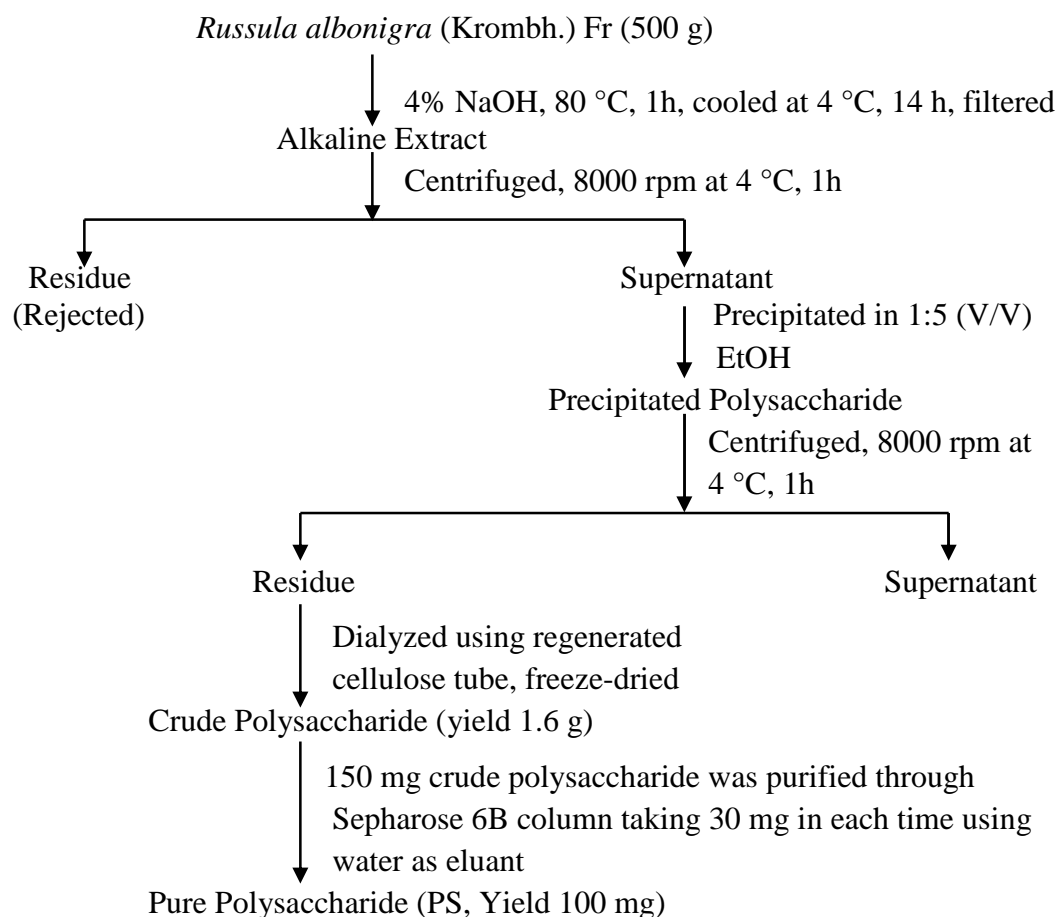 Russula albonigra (Krombh.) Fr (500 g)
4% NaOH, 80 °C, 1h, cooled at 4 °C, 14 h, filtered
Alkaline Extract
Centrifuged, 8000 rpm at 4 °C, 1h
Residue
(Rejected)
Supernatant
Precipitated in 1:5 (V/V)
EtOH
Precipitated Polysaccharide
Centrifuged, 8000 rpm at
4 °C, 1h
Residue
Supernatant
Dialyzed using regenerated
cellulose tube, freeze-dried
Crude Polysaccharide (yield 1.6 g)
150 mg crude polysaccharide was purified through
Sepharose 6B column taking 30 mg in each time using
water as eluant
Pure Polysaccharide (PS, Yield 100 mg)